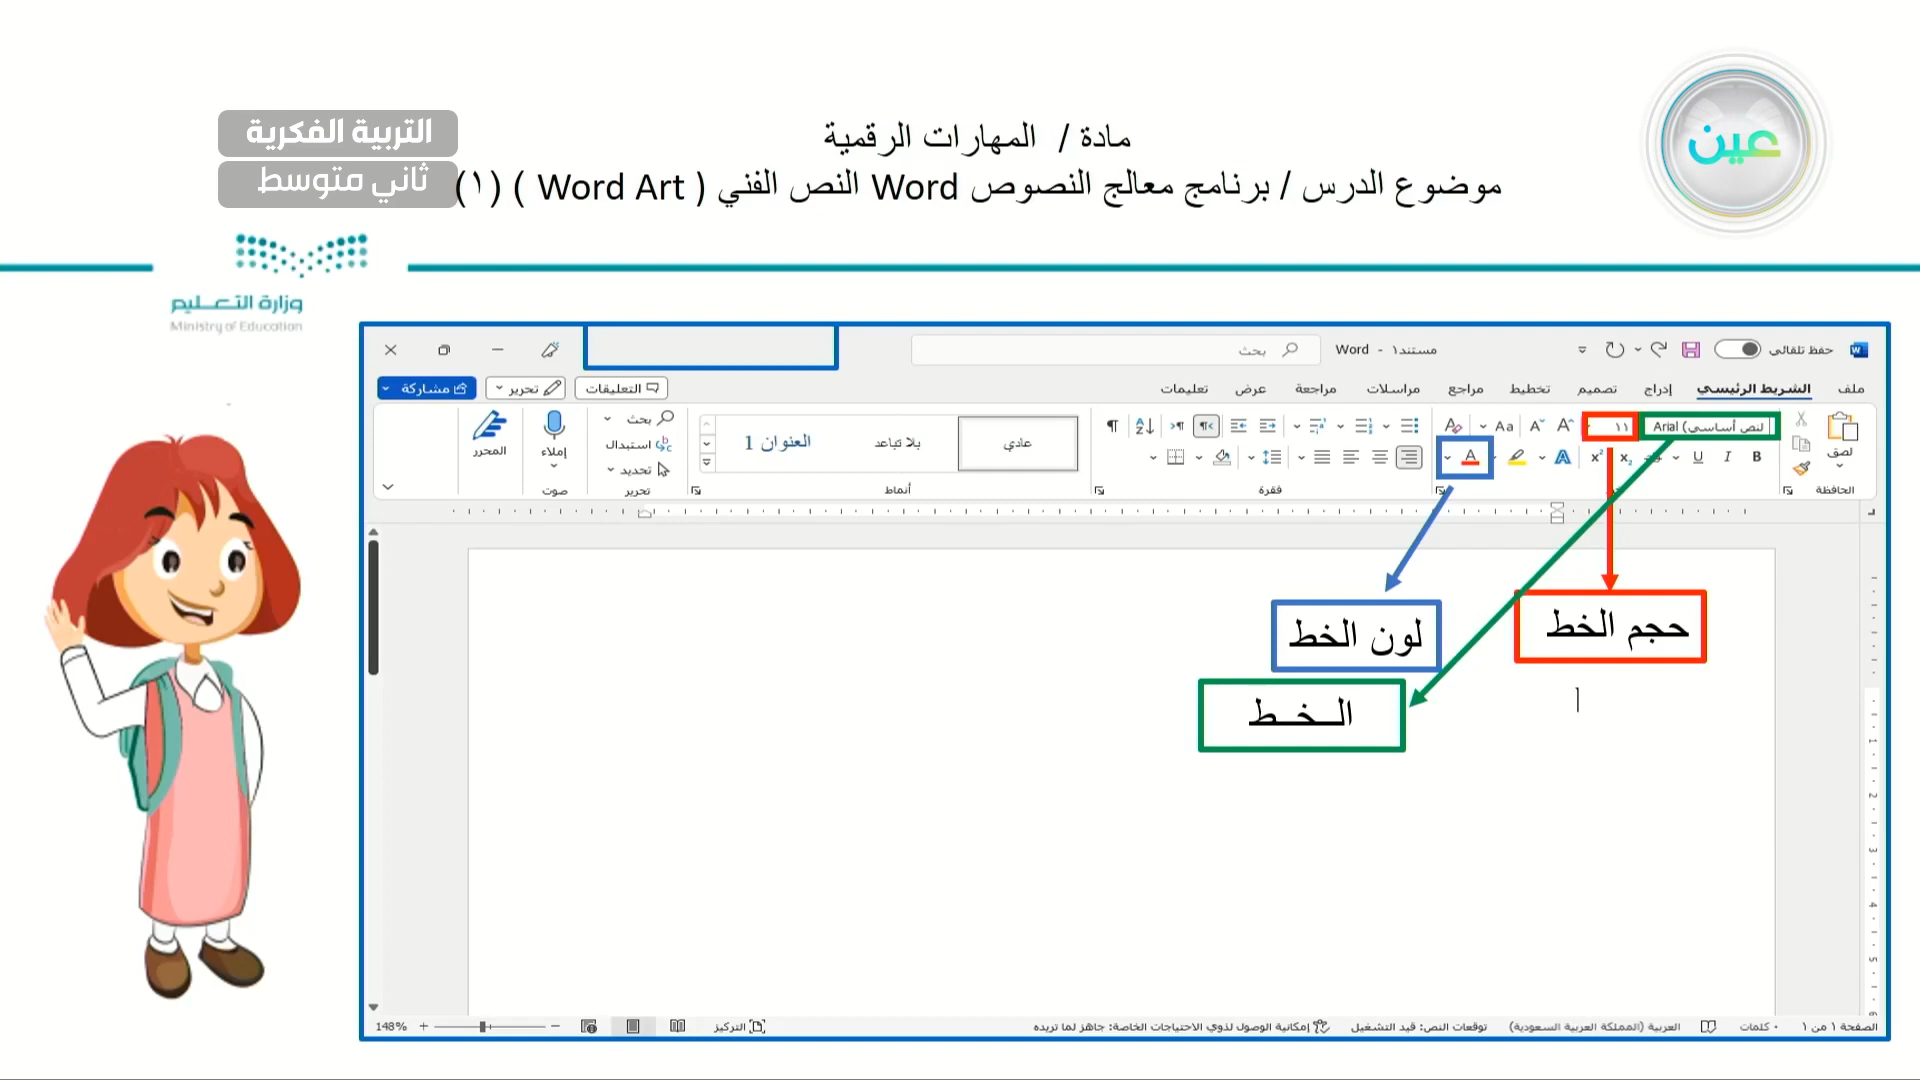 التربية الفكرية
ثاني متوسط
عين
مادة / المهارات الرقمية
موضوع الدرس / برنامج معالج النصوص Word النص الفني ( Word Art ) (١)
وزارة التعليم
Ministry of Education
حفظ تلقائي
مستند١ - Word
بحث
ملف
الشريط الرئيسي
إدراج
تصميم
تخطيط
مراجع
مراسلات
مراجعة
عرض
تعليمات
التعليقات
تحرير
مشاركة
لصق
الحافظة
Arial (نص أساسي
١١
Aa
B I U
فقرة
عادي
بلا تباعد
العنوان 1
أنماط
بحث
استبدال
تحديد
تحرير
إملاء
صوت
المحرر
حجم الخط
لون الخط
الـــخـــط
الصفحة ١ من ١
٠ كلمات
العربية (المملكة العربية السعودية)
توقعات النص: قيد التشغيل
إمكانية الوصول لذوي الاحتياجات الخاصة: جاهز لما تريده
التركيز
148%